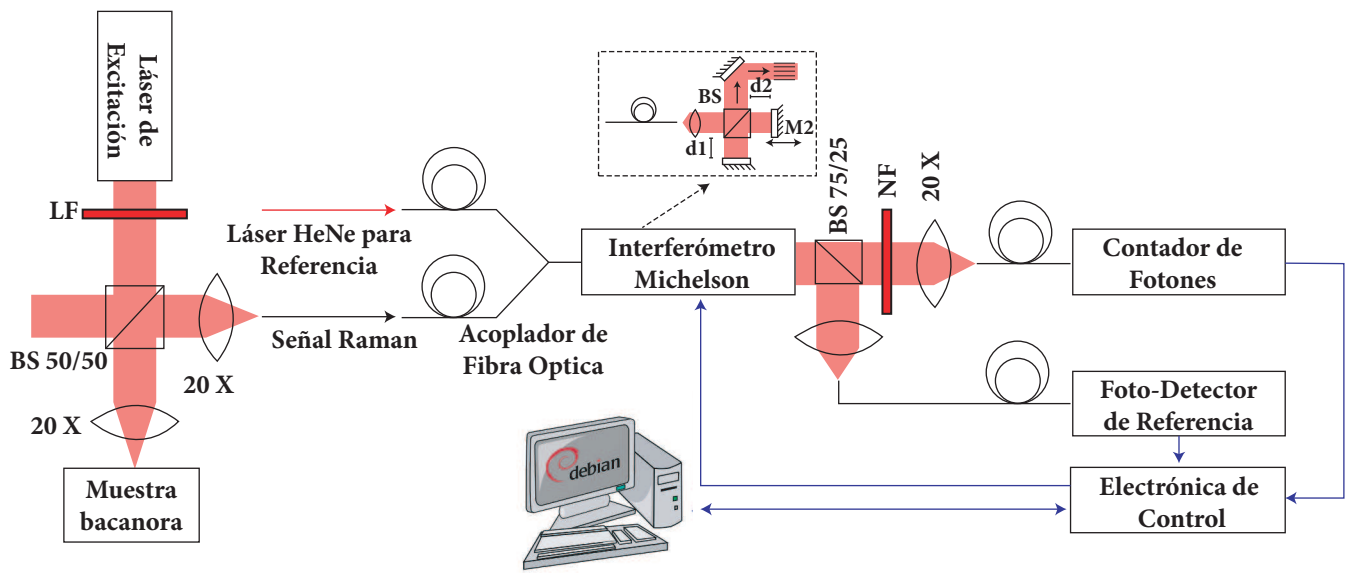 Láser de
Excitación
LF
BS 50/50
20 X
20 X
Muestra
bacanora
Láser HeNe para
Referencia
Señal Raman
Acoplador de
Fibra Optica
BS
d2
M2
d1
Interferómetro
Michelson
BS 75/25
NF
20 X
Contador de
Fotones
Foto-Detector
de Referencia
Electrónica de
Control
debian